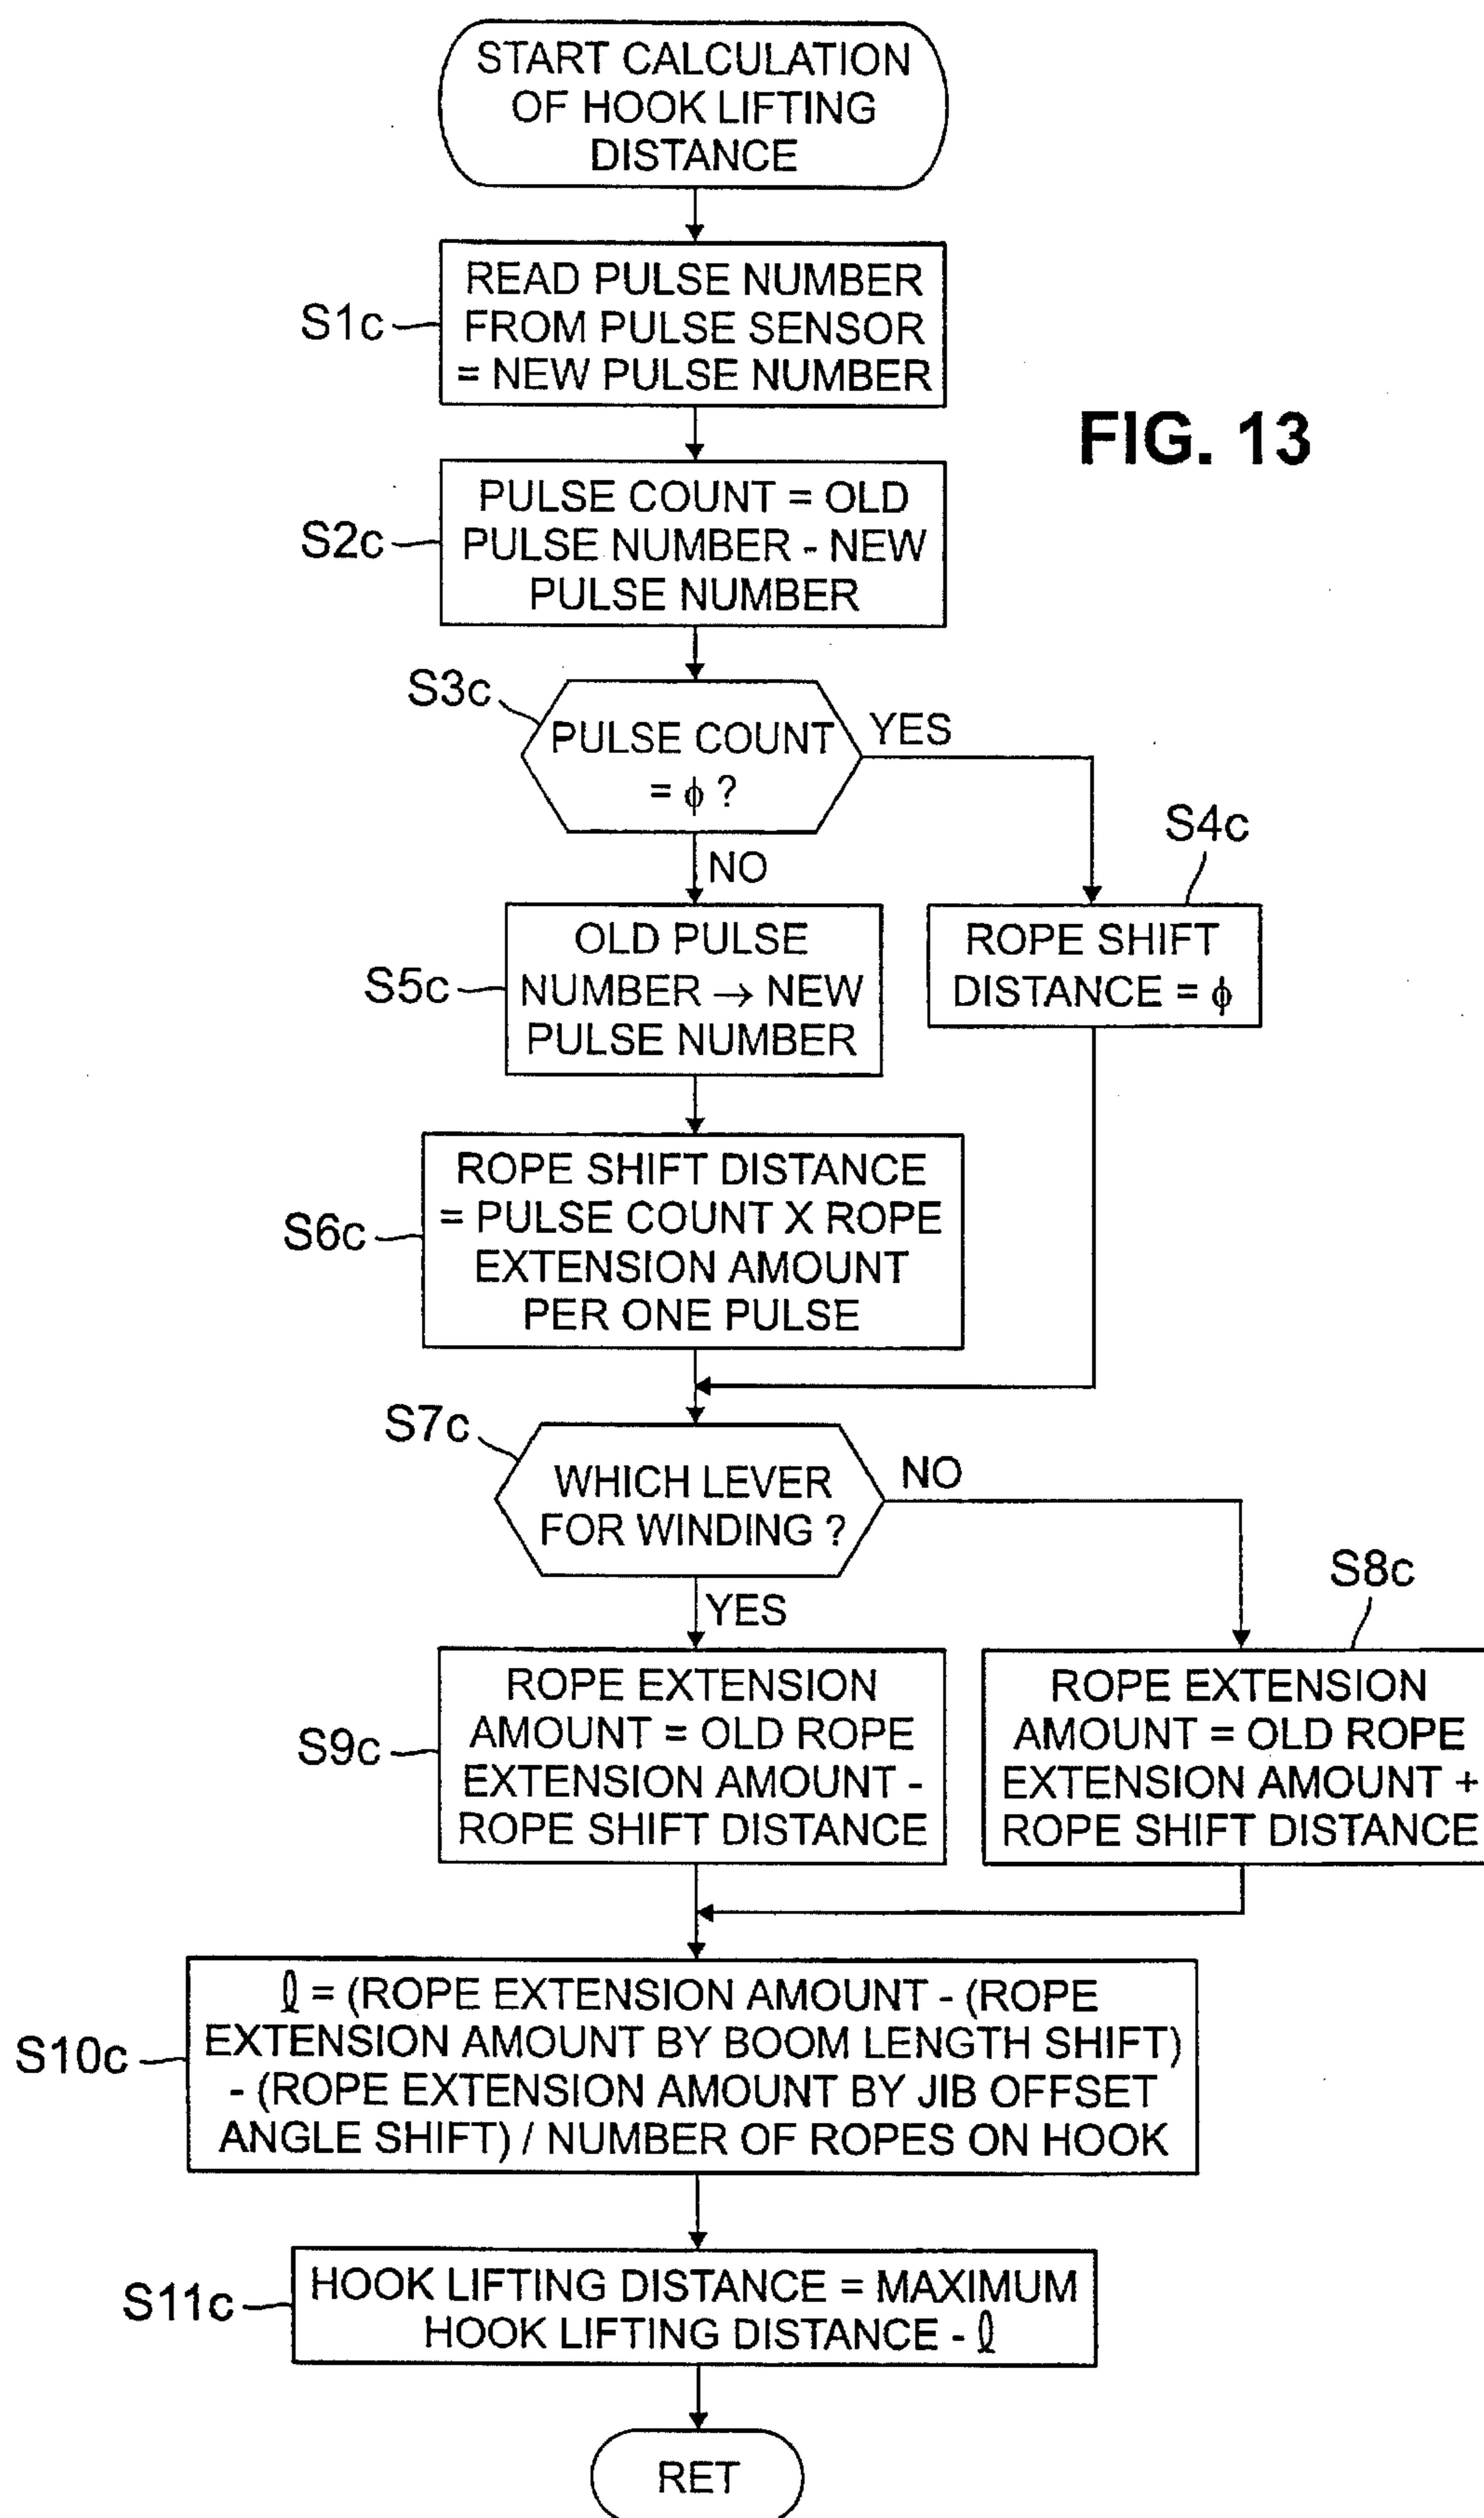 START CALCULATION
OF HOOK LIFTING
DISTANCE
S1c
READ PULSE NUMBER
FROM PULSE SENSOR
= NEW PULSE NUMBER
FIG. 13
S2c
PULSE COUNT = OLD
PULSE NUMBER - NEW
PULSE NUMBER
S3c
PULSE COUNT
= ϕ ?
YES
NO
S4c
ROPE SHIFT
DISTANCE = ϕ
S5c
OLD PULSE
NUMBER → NEW
PULSE NUMBER
S6c
ROPE SHIFT DISTANCE
= PULSE COUNT X ROPE
EXTENSION AMOUNT
PER ONE PULSE
S7c
WHICH LEVER
FOR WINDING ?
NO
YES
S8c
ROPE EXTENSION
AMOUNT = OLD ROPE
EXTENSION AMOUNT +
ROPE SHIFT DISTANCE
S9c
ROPE EXTENSION
AMOUNT = OLD ROPE
EXTENSION AMOUNT -
ROPE SHIFT DISTANCE
S10c
ℓ = (ROPE EXTENSION AMOUNT - (ROPE
EXTENSION AMOUNT BY BOOM LENGTH SHIFT)
- (ROPE EXTENSION AMOUNT BY JIB OFFSET
ANGLE SHIFT) / NUMBER OF ROPES ON HOOK
S11c
HOOK LIFTING DISTANCE = MAXIMUM
HOOK LIFTING DISTANCE - ℓ
RET